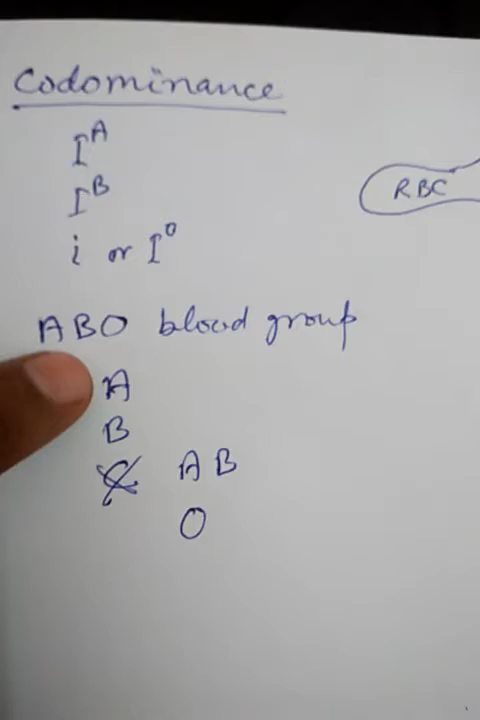 Codominance
I^A
I^B
RBC
i or I^o
ABO blood group
A
B
AB
O